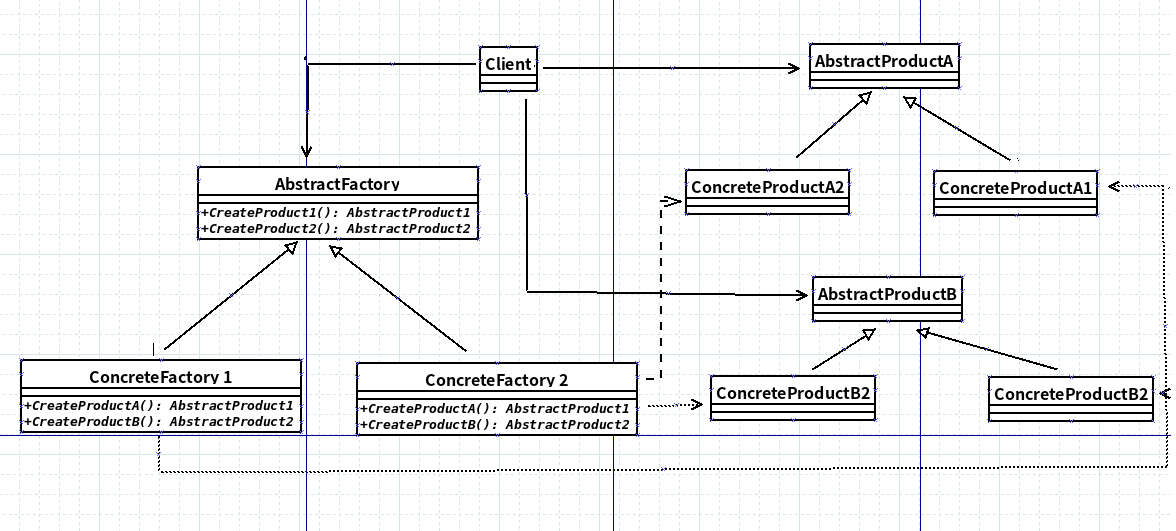 Client
AbstractProductA
AbstractFactory
+CreateProduct1(): AbstractProduct1
+CreateProduct2(): AbstractProduct2
ConcreteProductA2
ConcreteProductA1
AbstractProductB
ConcreteFactory 1
+CreateProductA(): AbstractProduct1
+CreateProductB(): AbstractProduct2
ConcreteFactory 2
+CreateProductA(): AbstractProduct1
+CreateProductB(): AbstractProduct2
ConcreteProductB2
ConcreteProductB2